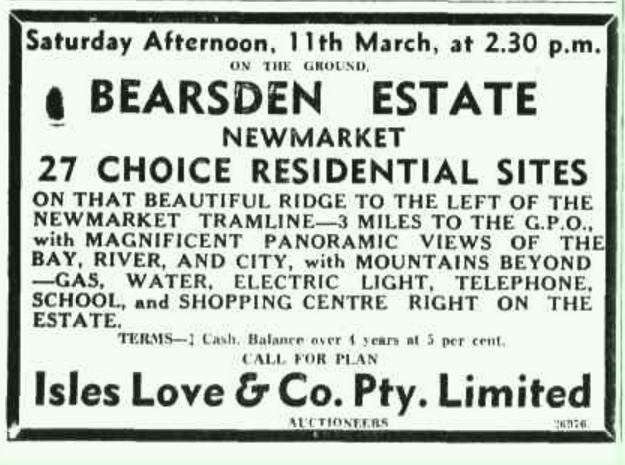 Saturday Afternoon, 11th March, at 2.30 p.m.
ON THE GROUND.
BEARSDEN ESTATE
NEWMARKET
27 CHOICE RESIDENTIAL SITES
ON THAT BEAUTIFUL RIDGE TO THE LEFT OF THE
NEWMARKET TRAMLINE—3 MILES TO THE G.P.O.,
with MAGNIFICENT PANORAMIC VIEWS OF THE
BAY, RIVER, AND CITY, with MOUNTAINS BEYOND
—GAS, WATER, ELECTRIC LIGHT, TELEPHONE,
SCHOOL, and SHOPPING CENTRE RIGHT ON THE
ESTATE.
TERMS— Cash. Balance over 4 years at 5 per cent.
CALL FOR PLAN
Isles Love & Co. Pty. Limited
AUCTIONEERS